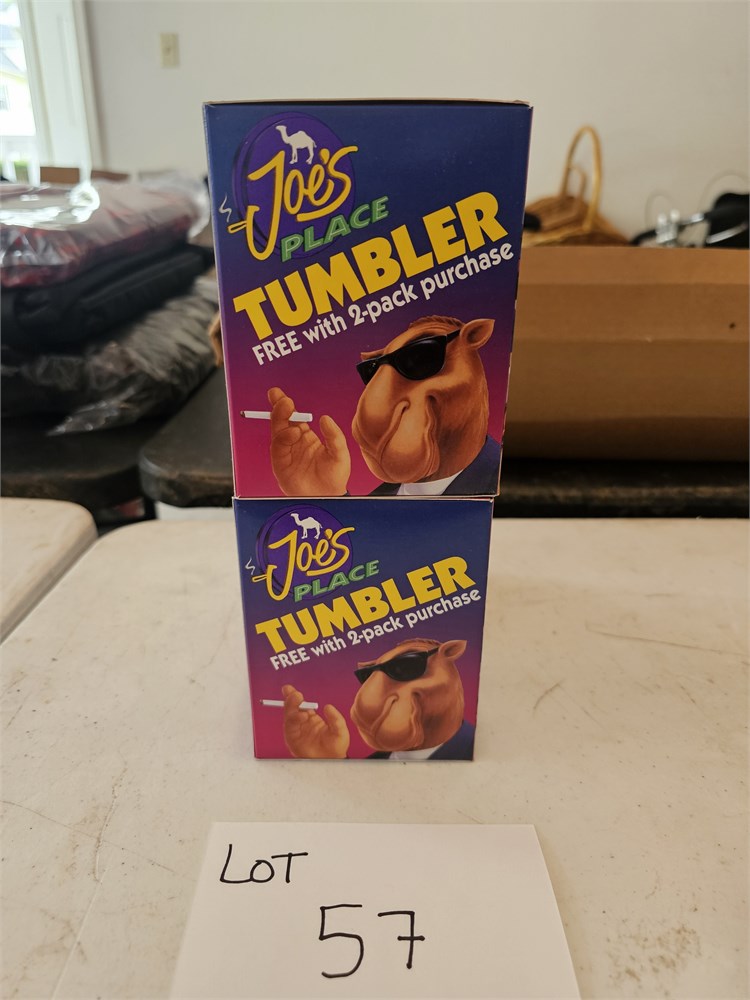 Joe's
PLACE
TUMBLER
FREE with 2-pack purchase
Joe's
PLACE
TUMBLER
FREE with 2-pack purchase
LOT
57